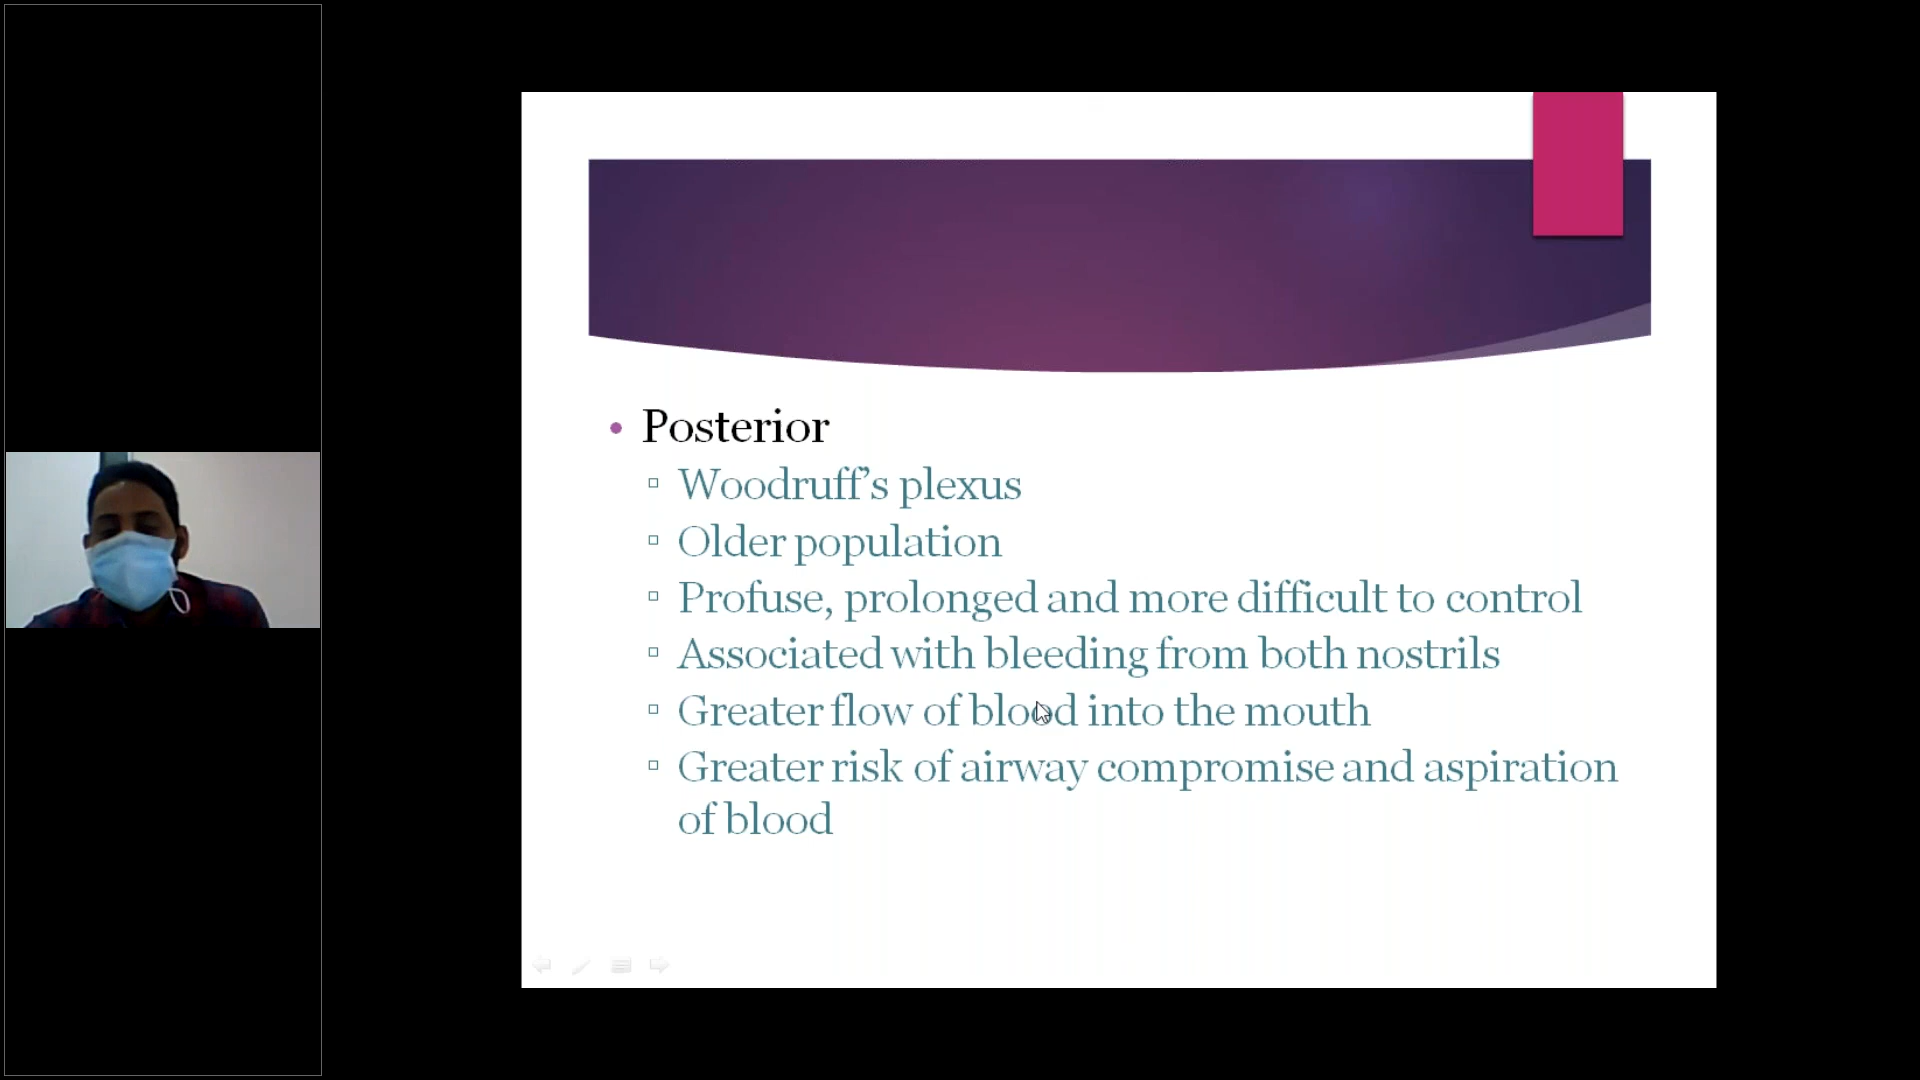 Posterior
Woodruff’s plexus
Older population
Profuse, prolonged and more difficult to control
Associated with bleeding from both nostrils
Greater flow of blood into the mouth
Greater risk of airway compromise and aspiration
of blood